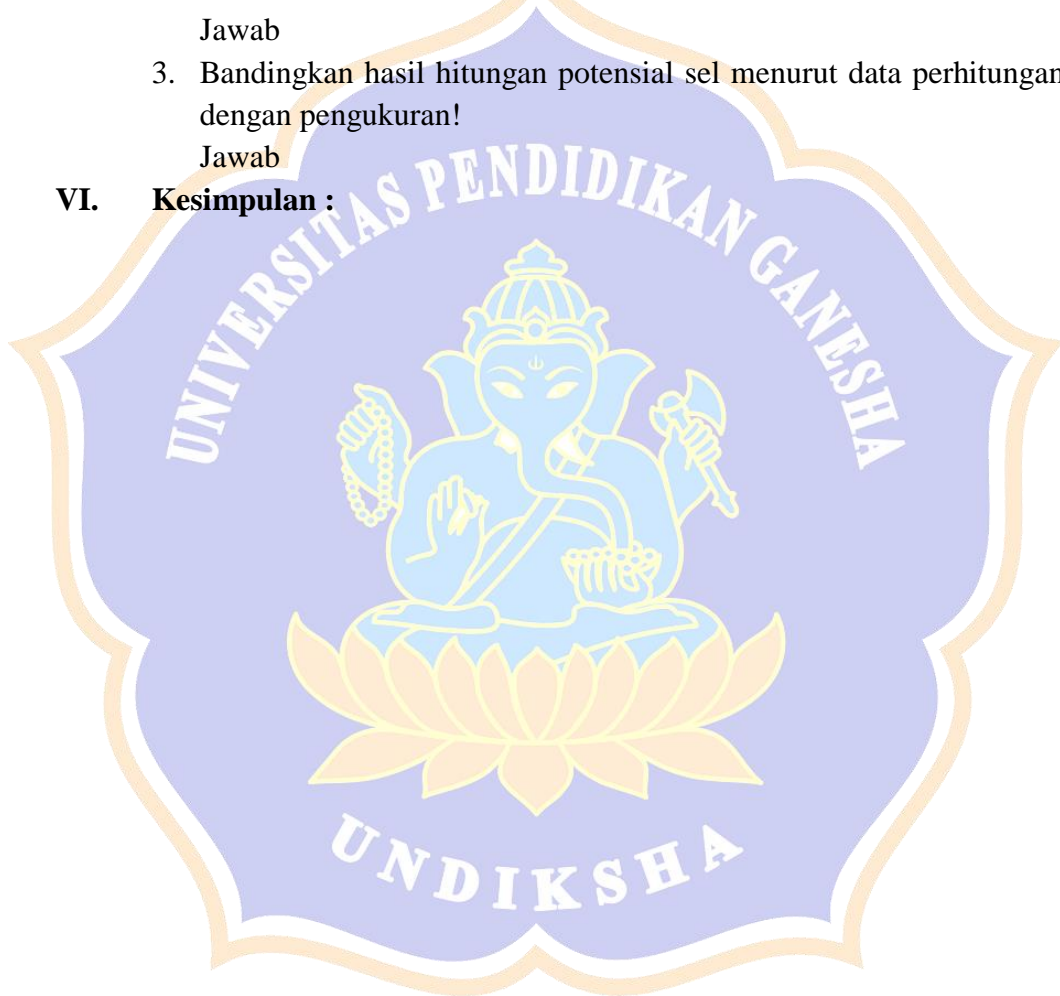 Jawab
3. Bandingkan hasil hitungan potensial sel menurut data perhitungan
dengan pengukuran!
Jawab
VI. Kesimpulan :
UNIVERSITAS PENDIDIKAN GANESHA
UNDIKSHA